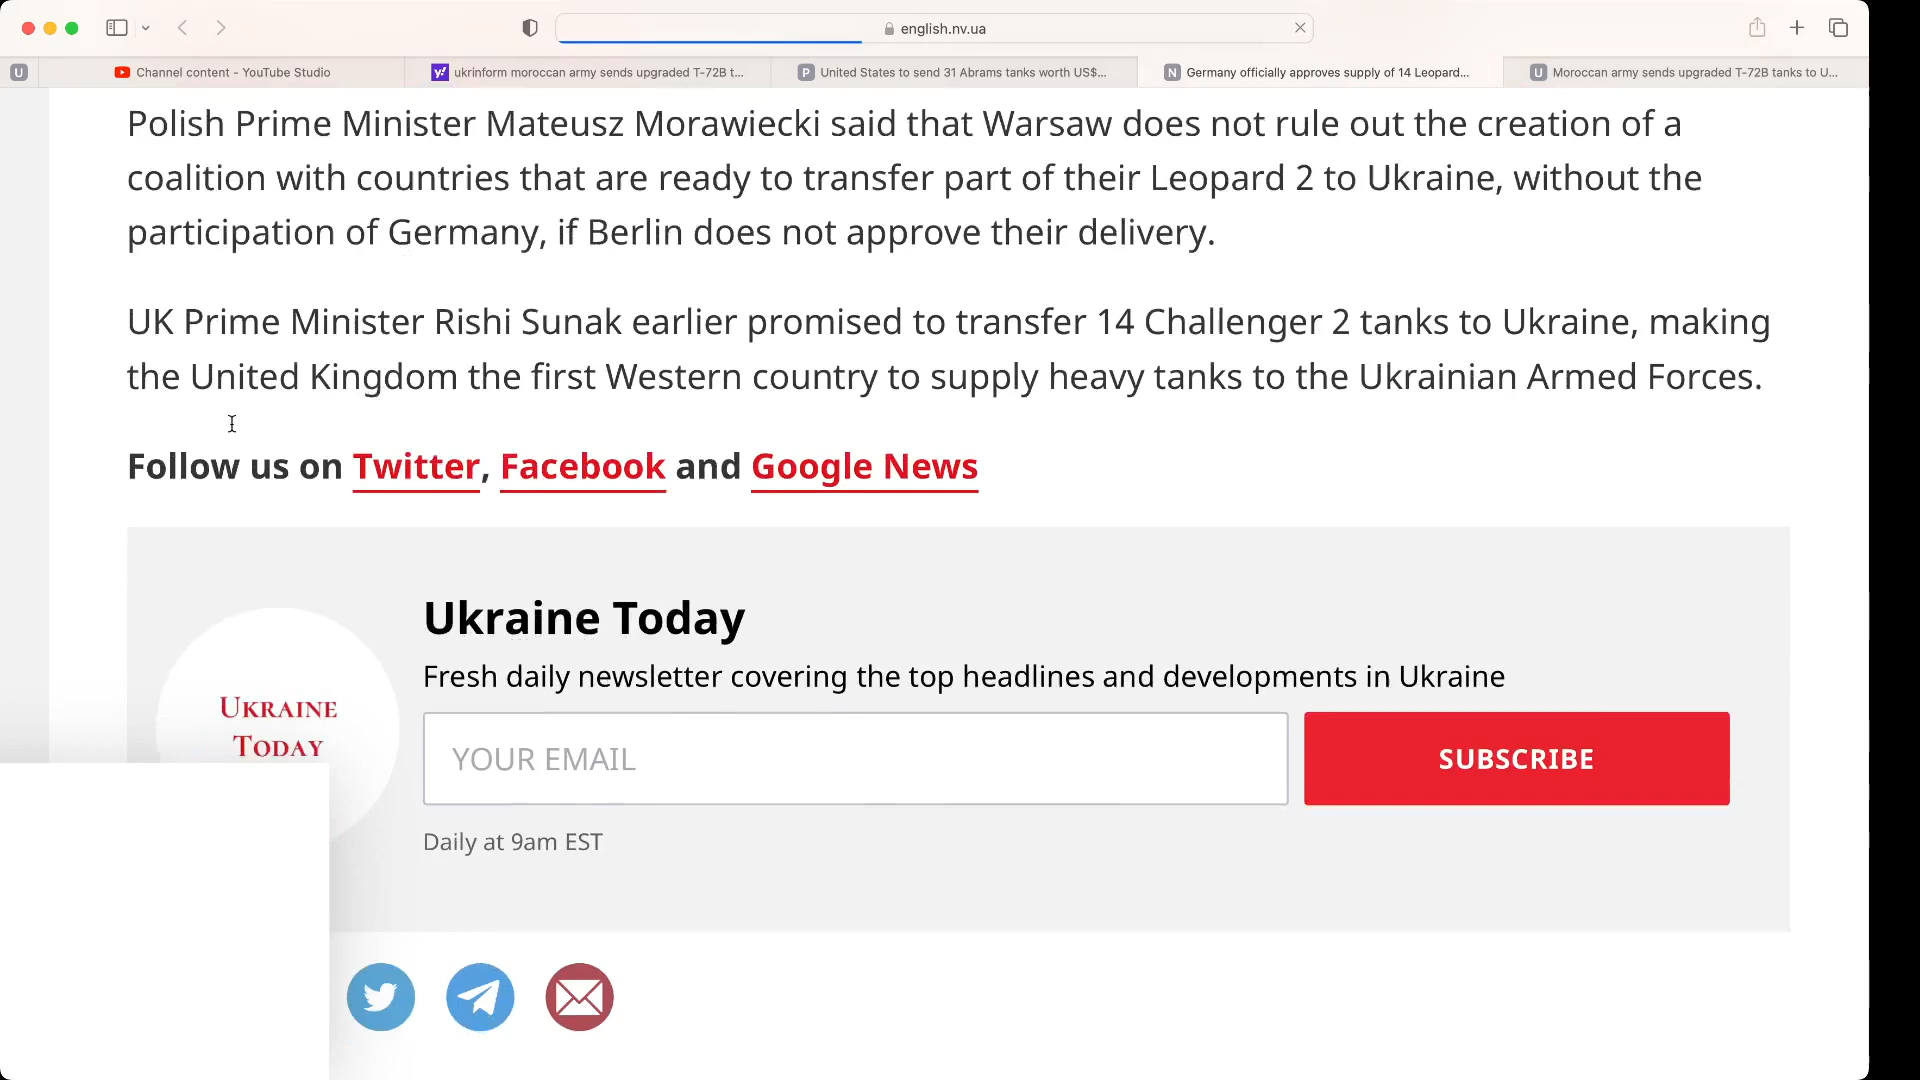 english.nv.ua
U
Channel content - YouTube Studio
y!
ukrinform moroccan army sends upgraded T-72B t...
P
United States to send 31 Abrams tanks worth US$...
N
Germany officially approves supply of 14 Leopard...
U
Moroccan army sends upgraded T-72B tanks to U...
Polish Prime Minister Mateusz Morawiecki said that Warsaw does not rule out the creation of a
coalition with countries that are ready to transfer part of their Leopard 2 to Ukraine, without the
participation of Germany, if Berlin does not approve their delivery.
UK Prime Minister Rishi Sunak earlier promised to transfer 14 Challenger 2 tanks to Ukraine, making
the United Kingdom the first Western country to supply heavy tanks to the Ukrainian Armed Forces.
Follow us on Twitter, Facebook and Google News
UKRAINE
TODAY
Ukraine Today
Fresh daily newsletter covering the top headlines and developments in Ukraine
YOUR EMAIL
SUBSCRIBE
Daily at 9am EST